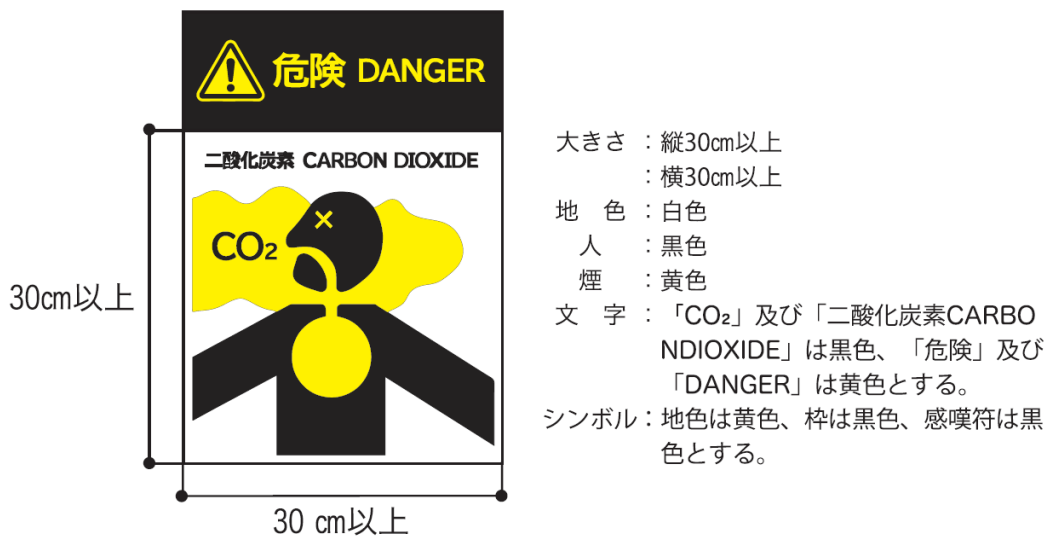 危険 DANGER
二酸化炭素 CARBON DIOXIDE
CO₂
30㎝以上
30 ㎝以上
大きさ：縦30㎝以上
：横30㎝以上
地　色：白色
人　：黒色
煙　：黄色
文　字：「CO₂」及び「二酸化炭素CARBO
NDIOXIDE」は黒色、「危険」及び
「DANGER」は黄色とする。
シンボル：地色は黄色、枠は黒色、感嘆符は黒
色とする。